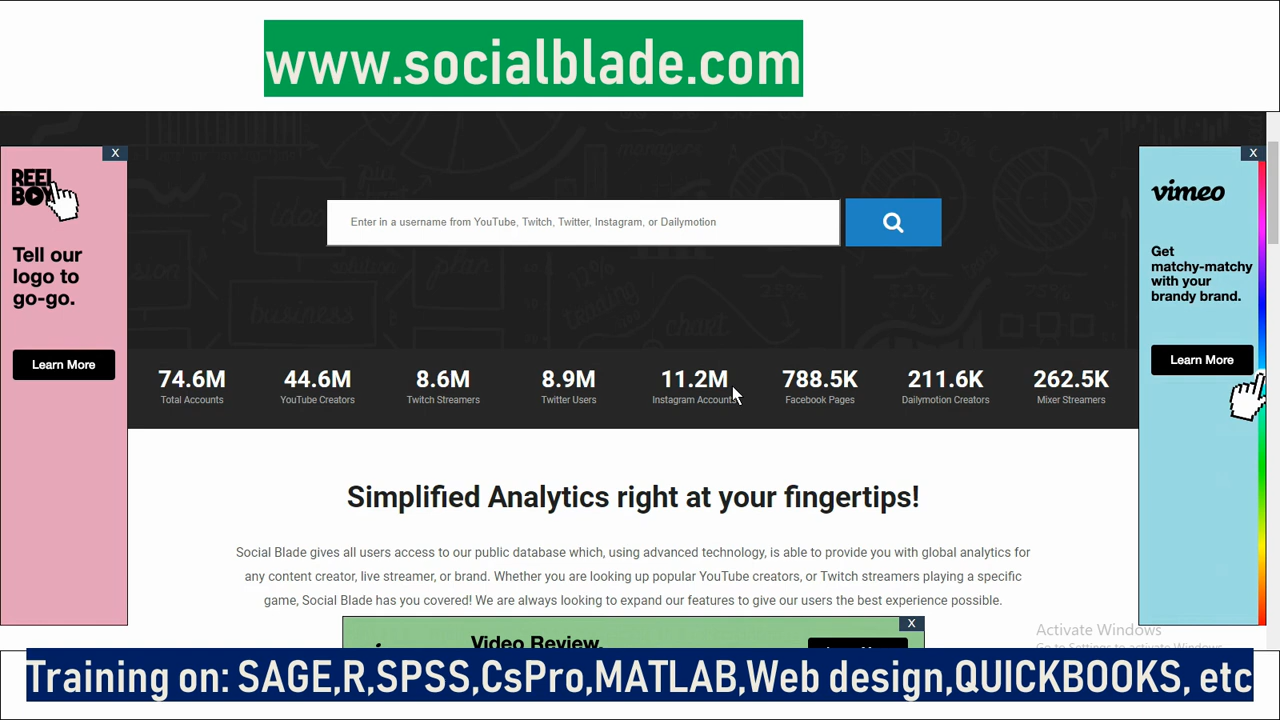 www.socialblade.com
X
REEL
BOX
Tell our
logo to
go-go.
Learn More
Enter in a username from YouTube, Twitch, Twitter, Instagram, or Dailymotion
X
vimeo
Get
matchy-matchy
with your
brandy brand.
Learn More
74.6M
Total Accounts
44.6M
YouTube Creators
8.6M
Twitch Streamers
8.9M
Twitter Users
11.2M
Instagram Accounts
788.5K
Facebook Pages
211.6K
Dailymotion Creators
262.5K
Mixer Streamers
Simplified Analytics right at your fingertips!
Social Blade gives all users access to our public database which, using advanced technology, is able to provide you with global analytics for
any content creator, live streamer, or brand. Whether you are looking up popular YouTube creators, or Twitch streamers playing a specific
game, Social Blade has you covered! We are always looking to expand our features to give our users the best experience possible.
X
Video Review.
Activate Windows
Go to Settings to activate Windows.
Training on: SAGE,R,SPSS,CsPro,MATLAB,Web design,QUICKBOOKS, etc